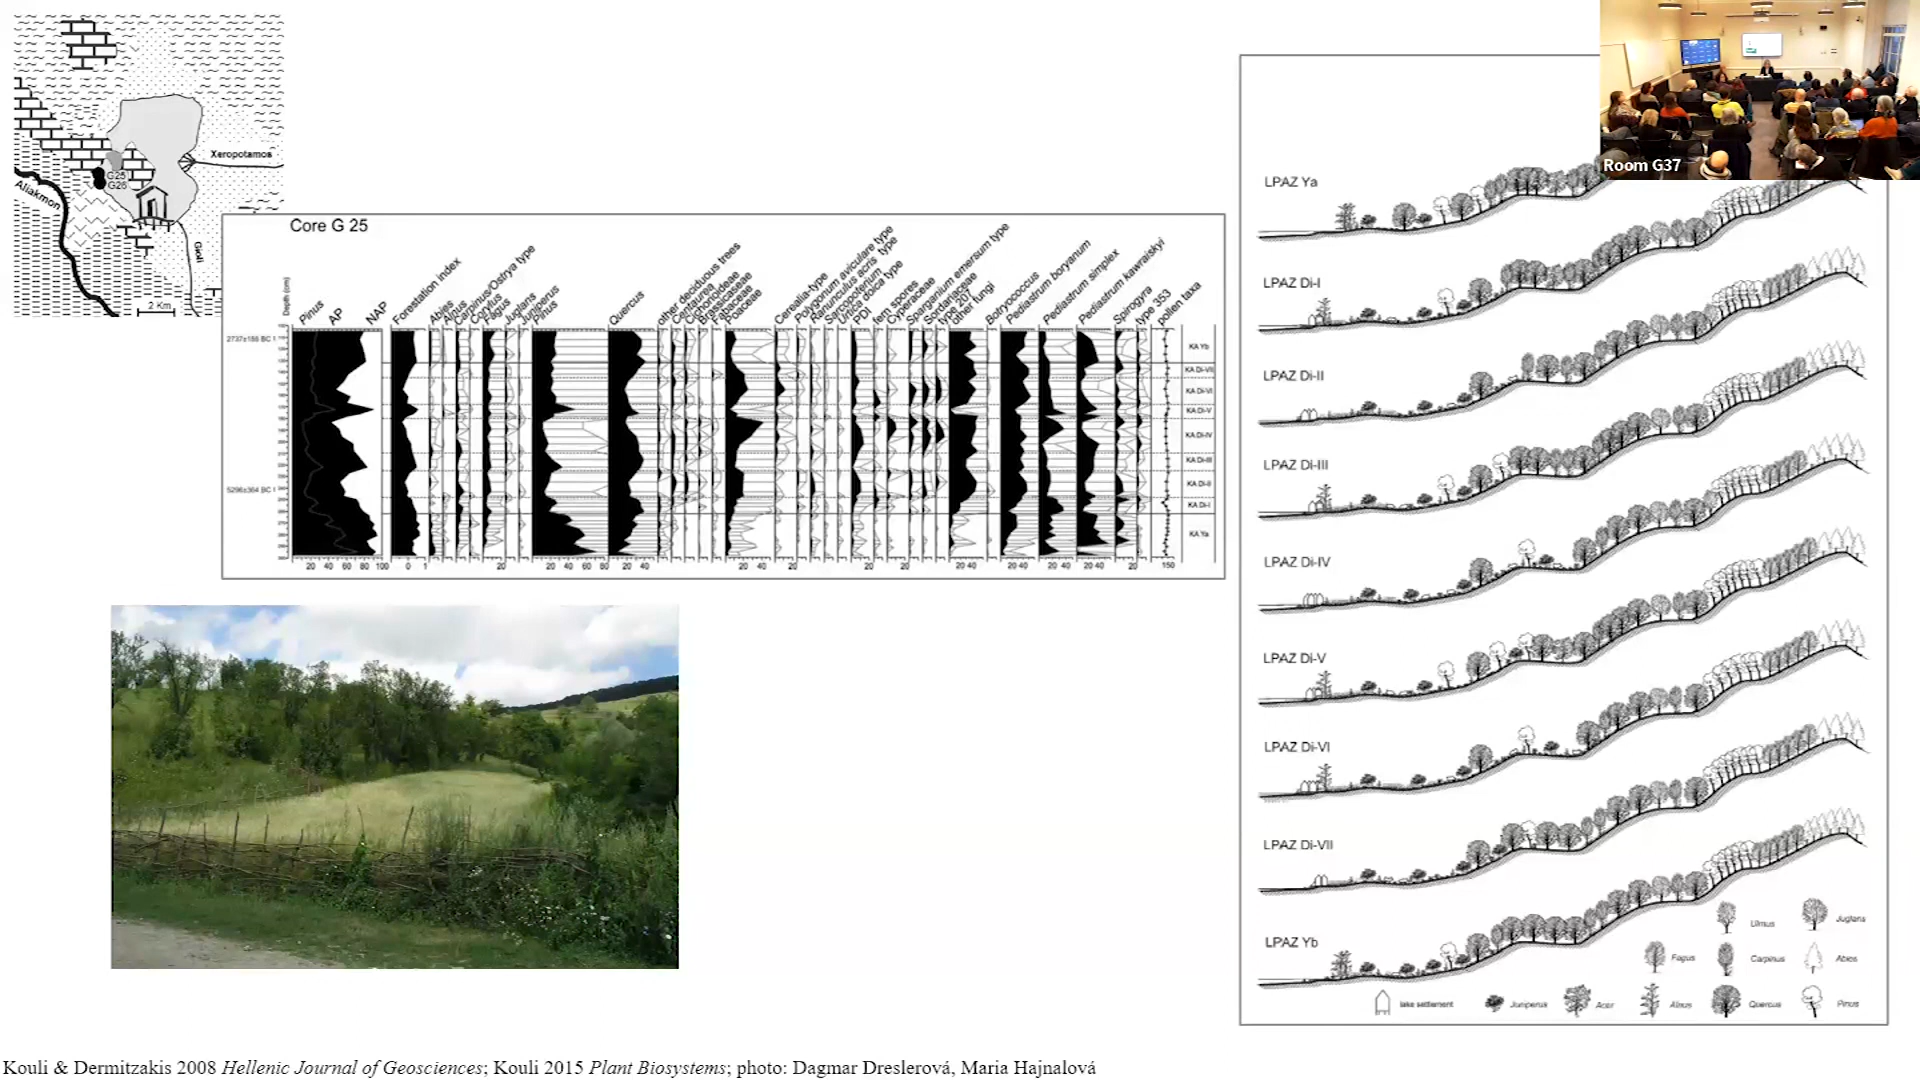 Xeropotamos
G25
G26
Aliakmon
Gioli
2 Km
Core G 25
Depth (cm)
Pinus
AP
NAP
Forestation index
Abies
Alnus
Carpinus/Ostrya type
Corylus
Fagus
Juglans
Juniperus
Pinus
Quercus
other deciduous trees
Centaurea
Cichorioideae
Brassicaceae
Fabaceae
Poaceae
Cerealia-type
Polygonum aviculare type
Ranunculus acris type
Sarcopoterium
Urtica dioica type
PDI
fern spores
Cyperaceae
Sparganium emersum type
Sordariaceae
type 207
other fungi
Botryococcus
Pediastrum boryanum
Pediastrum simplex
Pediastrum kawraiskyi
Spirogyra
type 353
pollen taxa
2737±188 BC
5296±364 BC
KA Yb
KA Di-VII
KA Di-VI
KA Di-V
KA Di-IV
KA Di-III
KA Di-II
KA Di-I
KA Ya
20 40 60 80 100 0 1 20 20 40 60 80 20 40 20 40 20 20 20 40 20 40 20 40 20 40 20 150
Room G37
LPAZ Ya
LPAZ Di-I
LPAZ Di-II
LPAZ Di-III
LPAZ Di-IV
LPAZ Di-V
LPAZ Di-VI
LPAZ Di-VII
LPAZ Yb
Ulmus Juglans
Fagus Carpinus Abies
lake settlement Juniperus Acer Alnus Quercus Pinus
Kouli & Dermitzakis 2008 Hellenic Journal of Geosciences; Kouli 2015 Plant Biosystems; photo: Dagmar Dreslerová, Maria Hajnalová